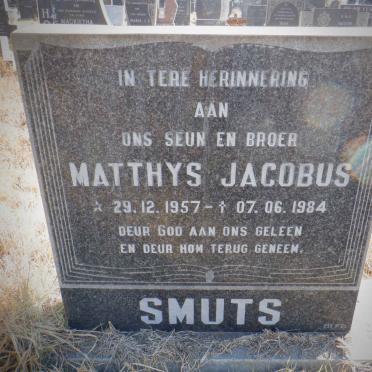 IN TERE HERINNERING
AAN
ONS SEUN EN BROER
MATTHYS JACOBUS
* 29.12.1957 – † 07.06.1984
DEUR GOD AAN ONS GELEEN
EN DEUR HOM TERUG GENEEM.
SMUTS